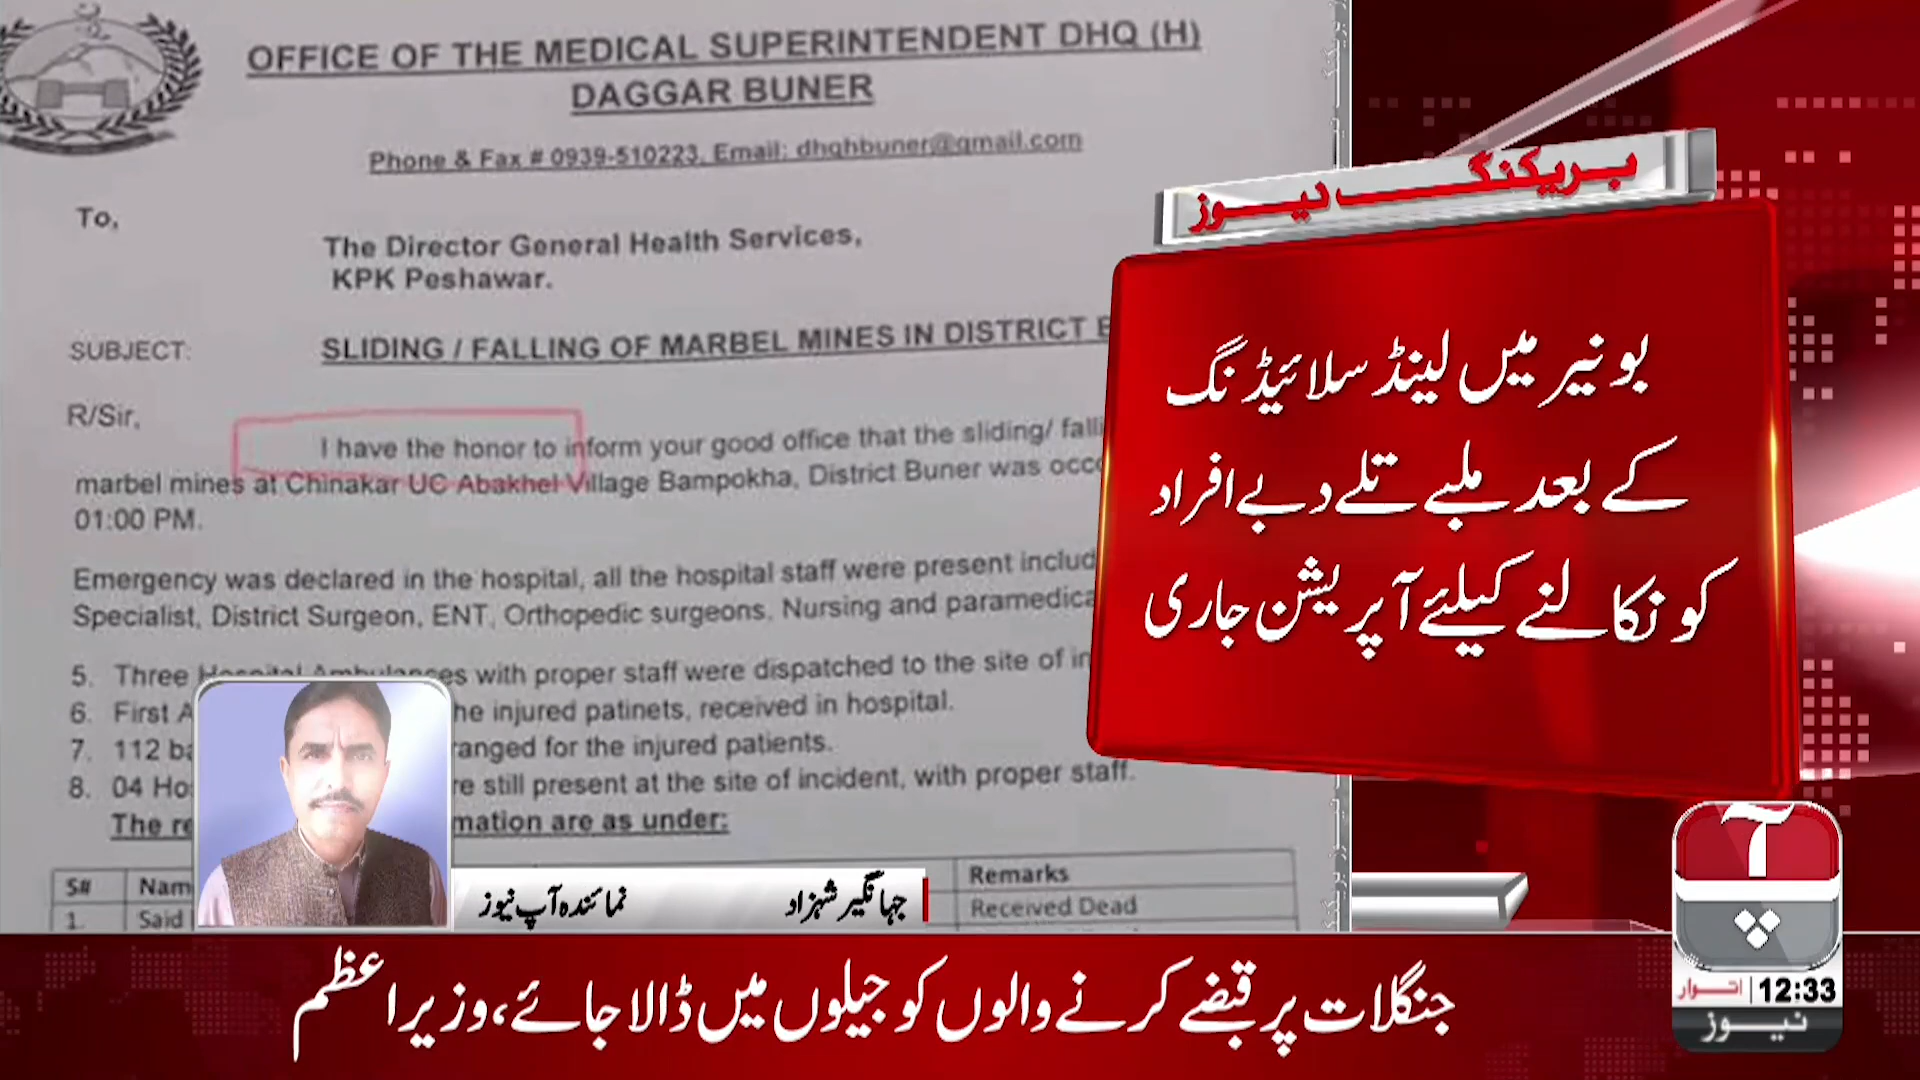 OFFICE OF THE MEDICAL SUPERINTENDENT DHQ (H)
DAGGAR BUNER
Phone & Fax # 0939-510223, Email: dhqhbuner@gmail.com
To,
The Director General Health Services,
KPK Peshawar.
SUBJECT: SLIDING / FALLING OF MARBEL MINES IN DISTRICT
R/Sir,
I have the honor to inform your good office that the sliding/
marbel mines at Chinakar UC Abakhel Village Bampokha, District Buner was
01:00 PM.
Emergency was declared in the hospital, all the hospital staff were present
Specialist, District Surgeon, ENT, Orthopedic surgeons, Nursing and
5. Three Hospital Ambulances with proper staff were dispatched to the site of
6. First injured patinets, received in hospital.
7. 112 for the injured patients.
8. 04 still present at the site of incident, with proper staff.
The are as under:
S# Remarks
1. Said Received Dead
بریکنگ نیوز
بونیر میں لینڈ سلائیڈنگ
کے بعد ملبے تلے دبے افراد
کو نکالنے کیلئے آپریشن جاری
جہانگیر شہزاد نمائندہ آپ نیوز
جنگلات پر قبضے کرنے والوں کو جیلوں میں ڈالا جائے، وزیراعظم
آپ
اتوار 12:33
نیوز